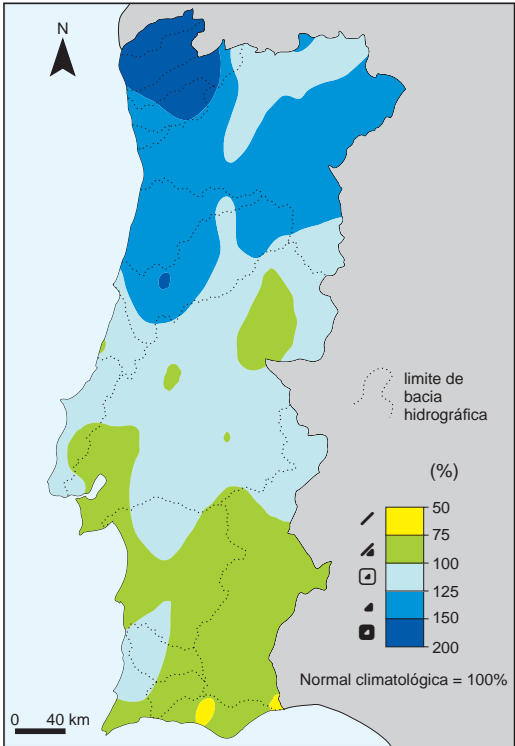 N
limite de
bacia
hidrográfica
(%)
50
75
100
125
150
200
Normal climatológica = 100%
0 40 km